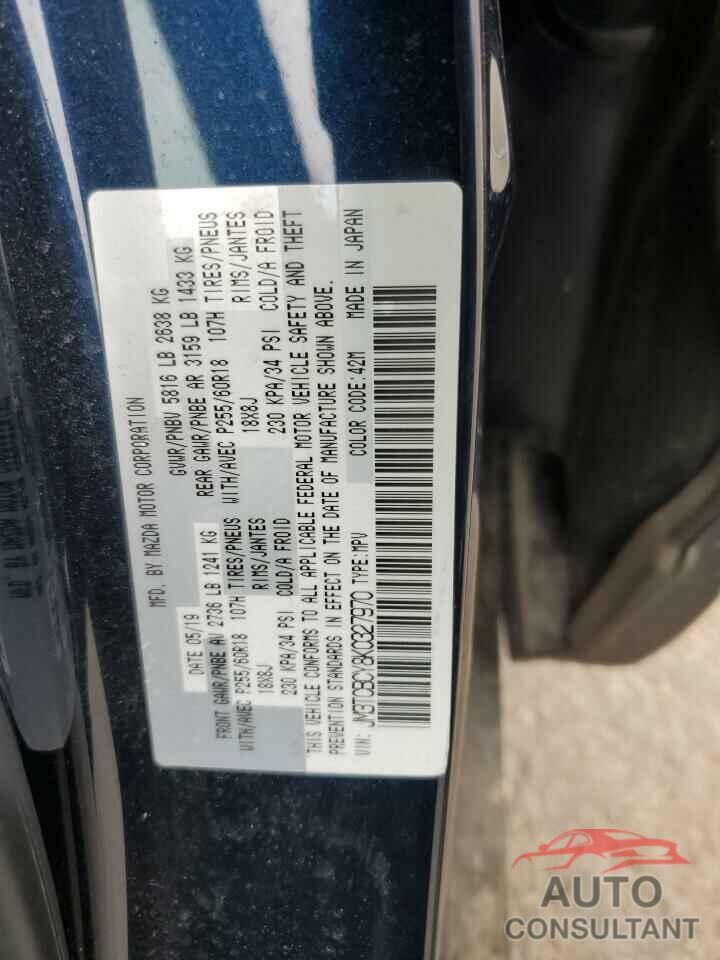 MFD. BY MAZDA MOTOR CORPORATION
DATE 05/19 GVWR/PNBV 5816 LB 2638 KG
FRONT GAWR/PNBE AV 2736 LB 1241 KG REAR GAWR/PNBE AR 3159 LB 1433 KG
WITH/AVEC P255/60R18 107H TIRES/PNEUS WITH/AVEC P255/60R18 107H TIRES/PNEUS
18X8J RIMS/JANTES 18X8J RIMS/JANTES
230 KPA/34 PSI COLD/A FROID 230 KPA/34 PSI COLD/A FROID
THIS VEHICLE CONFORMS TO ALL APPLICABLE FEDERAL MOTOR VEHICLE SAFETY AND THEFT
PREVENTION STANDARDS IN EFFECT ON THE DATE OF MANUFACTURE SHOWN ABOVE.
VIN: JM3TCBCY8K0327970 TYPE:MPV COLOR CODE:42M MADE IN JAPAN
AUTO
CONSULTANT